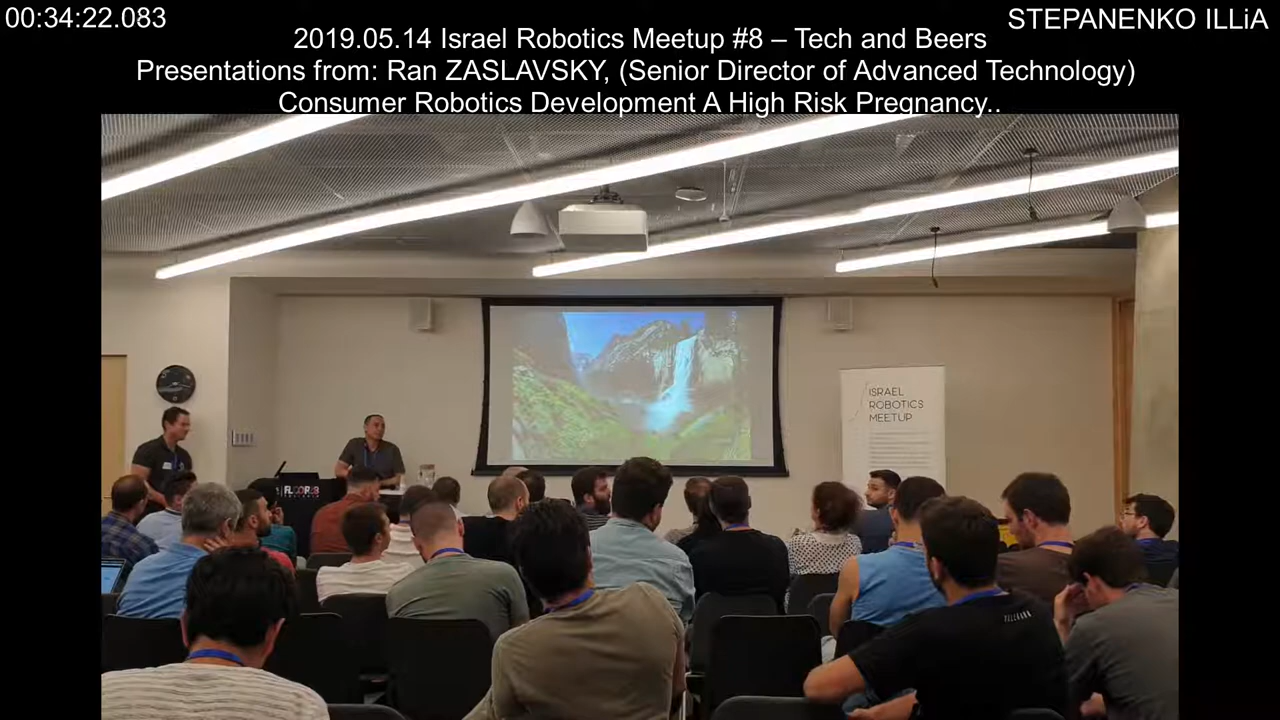 00:34:22.083
STEPANENKO ILLiA
2019.05.14 Israel Robotics Meetup #8 – Tech and Beers
Presentations from: Ran ZASLAVSKY, (Senior Director of Advanced Technology)
Consumer Robotics Development A High Risk Pregnancy..
ISRAEL
ROBOTICS
MEETUP